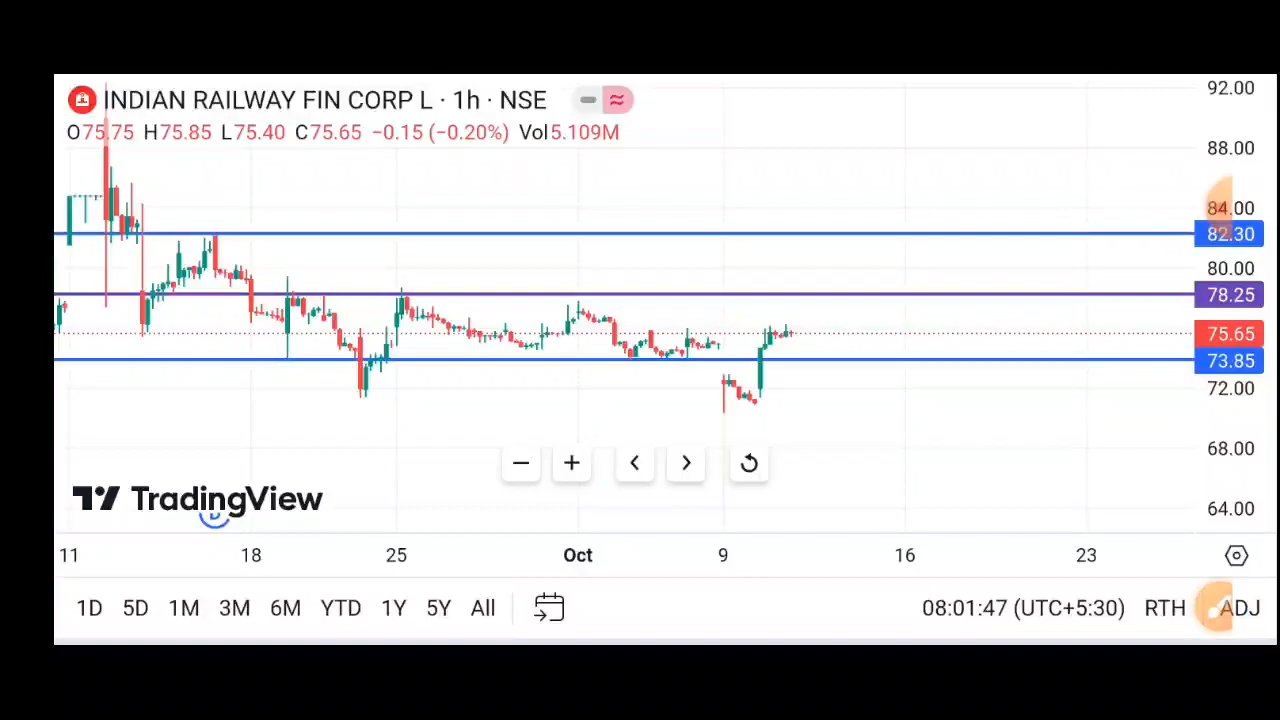 INDIAN RAILWAY FIN CORP L · 1h · NSE
O75.75 H75.85 L75.40 C75.65 −0.15 (−0.20%) Vol5.109M
92.00
88.00
84.00
82.30
80.00
78.25
75.65
73.85
72.00
68.00
64.00
TradingView
D
11 18 25 Oct 9 16 23
1D 5D 1M 3M 6M YTD 1Y 5Y All 08:01:47 (UTC+5:30) RTH ADJ